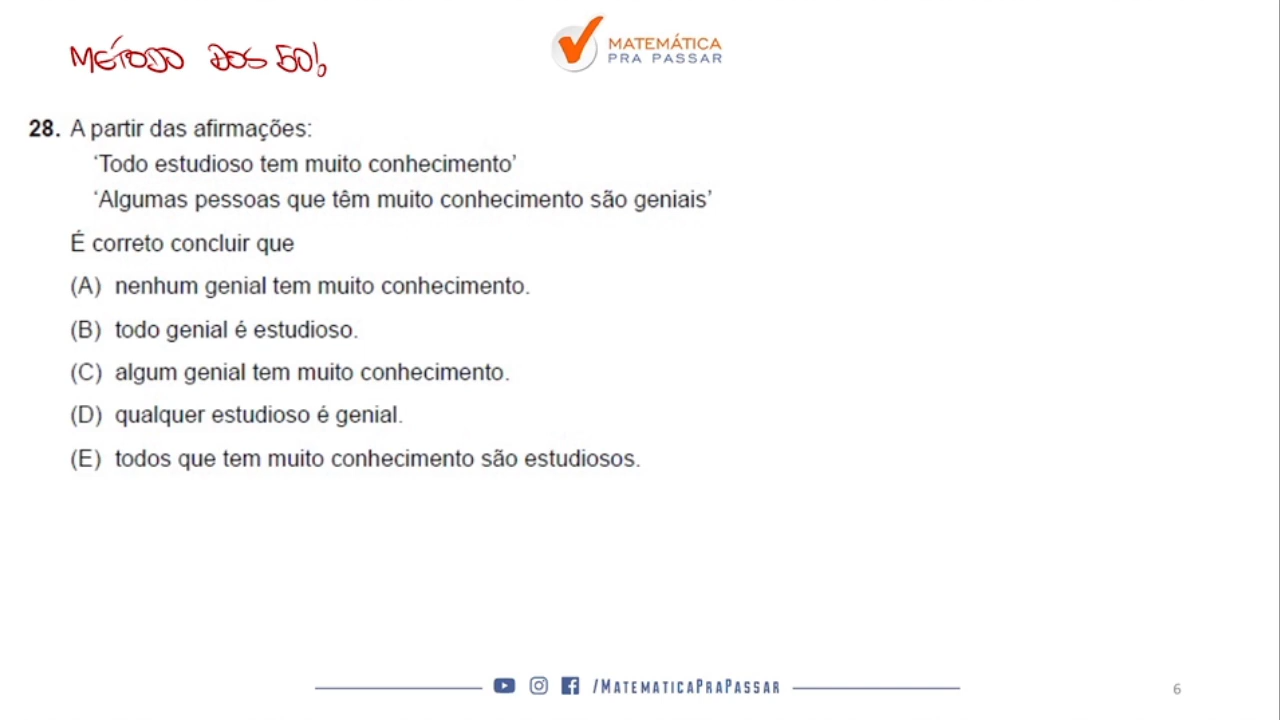 MÉTODO DOS 50!
MATEMÁTICA
PRA PASSAR
28. A partir das afirmações:
‘Todo estudioso tem muito conhecimento’
‘Algumas pessoas que têm muito conhecimento são geniais’
É correto concluir que
(A) nenhum genial tem muito conhecimento.
(B) todo genial é estudioso.
(C) algum genial tem muito conhecimento.
(D) qualquer estudioso é genial.
(E) todos que tem muito conhecimento são estudiosos.
/MATEMATICAPRAPASSAR
6